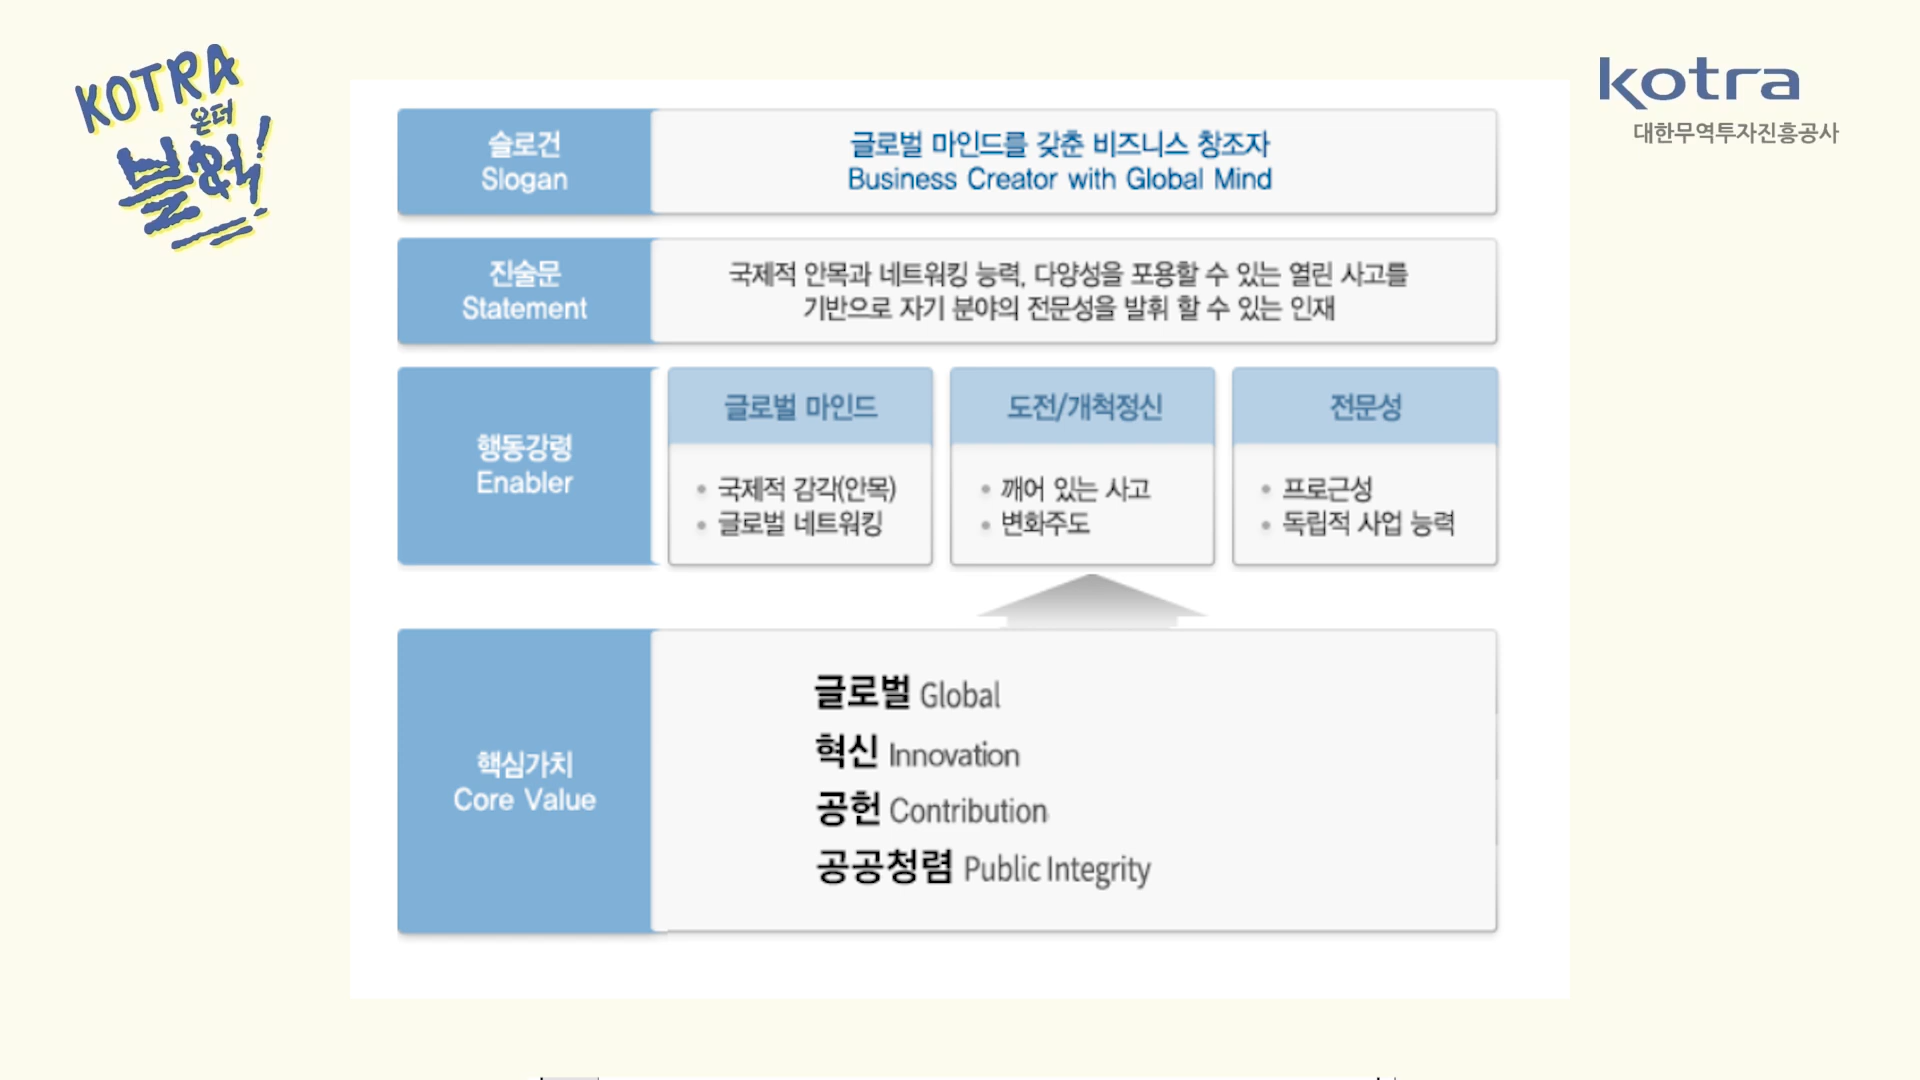 KOTRA
온더
블럭!
kotra
대한무역투자진흥공사
슬로건
Slogan
글로벌 마인드를 갖춘 비즈니스 창조자
Business Creator with Global Mind
진술문
Statement
국제적 안목과 네트워킹 능력, 다양성을 포용할 수 있는 열린 사고를
기반으로 자기 분야의 전문성을 발휘 할 수 있는 인재
행동강령
Enabler
글로벌 마인드
• 국제적 감각(안목)
• 글로벌 네트워킹
도전/개척정신
• 깨어 있는 사고
• 변화주도
전문성
• 프로근성
• 독립적 사업 능력
핵심가치
Core Value
글로벌 Global
혁신 Innovation
공헌 Contribution
공공청렴 Public Integrity